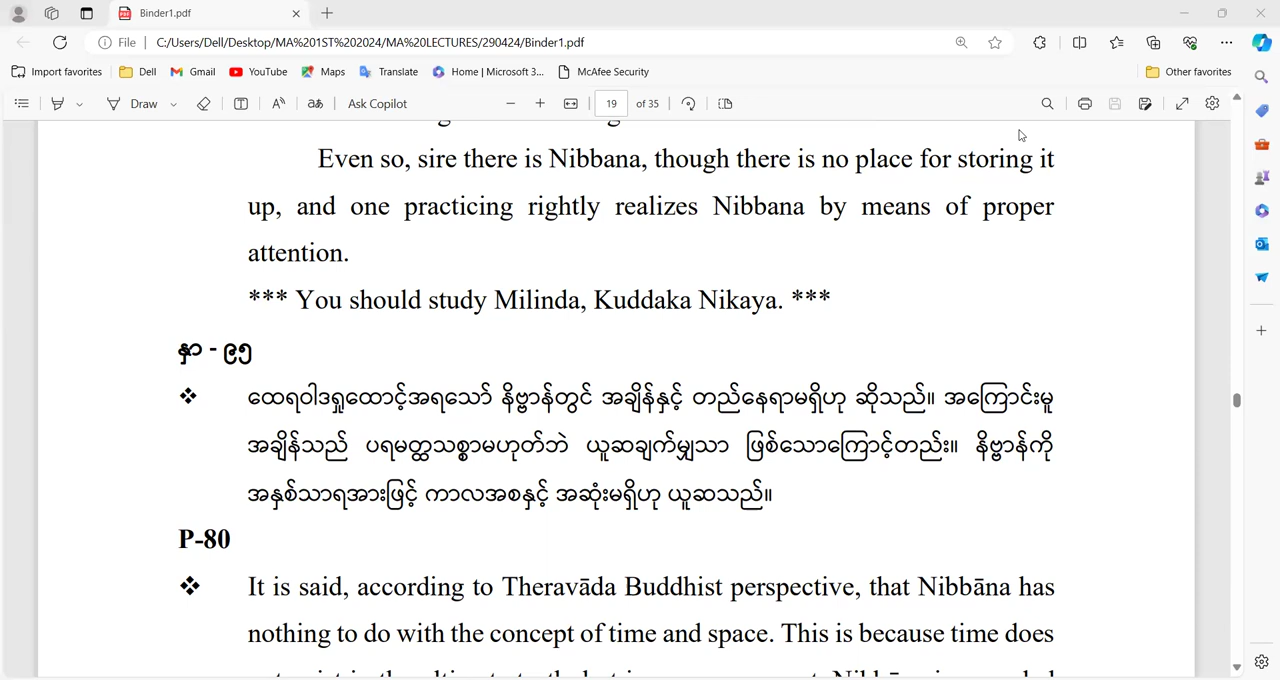 Binder1.pdf
File
C:/Users/Dell/Desktop/MA%201ST%202024/MA%20LECTURES/290424/Binder1.pdf
Import favorites
Dell
Gmail
YouTube
Maps
Translate
Home | Microsoft 3...
McAfee Security
Other favorites
Draw
Ask Copilot
19 of 35
Even so, sire there is Nibbana, though there is no place for storing it
up, and one practicing rightly realizes Nibbana by means of proper
attention.
*** You should study Milinda, Kuddaka Nikaya. ***
နှာ - ၉၅
❖ ထေရဝါဒရှုထောင့်အရသော် နိဗ္ဗာန်တွင် အချိန်နှင့် တည်နေရာမရှိဟု ဆိုသည်။ အကြောင်းမူ
အချိန်သည် ပရမတ္ထသစ္စာမဟုတ်ဘဲ ယူဆချက်မျှသာ ဖြစ်သောကြောင့်တည်း။ နိဗ္ဗာန်ကို
အနှစ်သာရအားဖြင့် ကာလအစနှင့် အဆုံးမရှိဟု ယူဆသည်။
P-80
❖ It is said, according to Theravāda Buddhist perspective, that Nibbāna has
nothing to do with the concept of time and space. This is because time does